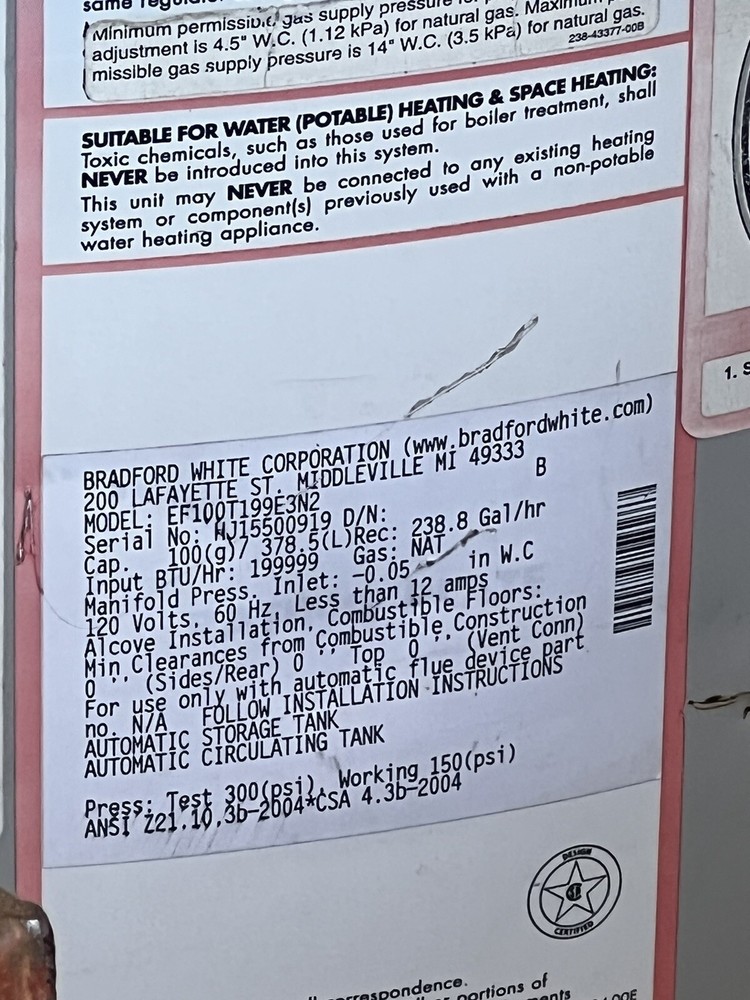 Minimum permissible gas supply pressure
adjustment is 4.5" W.C. (1.12 kPa) for natural gas. Maximum
missible gas supply pressure is 14" W.C. (3.5 kPa) for natural gas.
238-43377-00B
SUITABLE FOR WATER (POTABLE) HEATING & SPACE HEATING:
Toxic chemicals, such as those used for boiler treatment, shall
NEVER be introduced into this system.
This unit may NEVER be connected to any existing heating
system or component(s) previously used with a non-potable
water heating appliance.
1. S
BRADFORD WHITE CORPORATION (www.bradfordwhite.com)
200 LAFAYETTE ST. MIDDLEVILLE MI 49333
MODEL: EF100T199E3N2 B
Serial No: HJ15500919 D/N:
Cap. 100(g)/ 378.5(L)Rec: 238.8 Gal/hr
Input BTU/Hr: 199999 Gas: NAT
Manifold Press. Inlet: -0.05 in W.C
120 Volts, 60 Hz, Less than 12 amps
Alcove Installation, Combustible Floors:
Min Clearances from Combustible Construction
0 '' (Sides/Rear) 0 '' Top 0 '' (Vent Conn)
For use only with automatic flue device part
no. N/A FOLLOW INSTALLATION INSTRUCTIONS
AUTOMATIC STORAGE TANK
AUTOMATIC CIRCULATING TANK
Press: Test 300(psi), Working 150(psi)
ANSI Z21.10.3b-2004*CSA 4.3b-2004
DESIGN
CERTIFIED
correspondence.
portions of